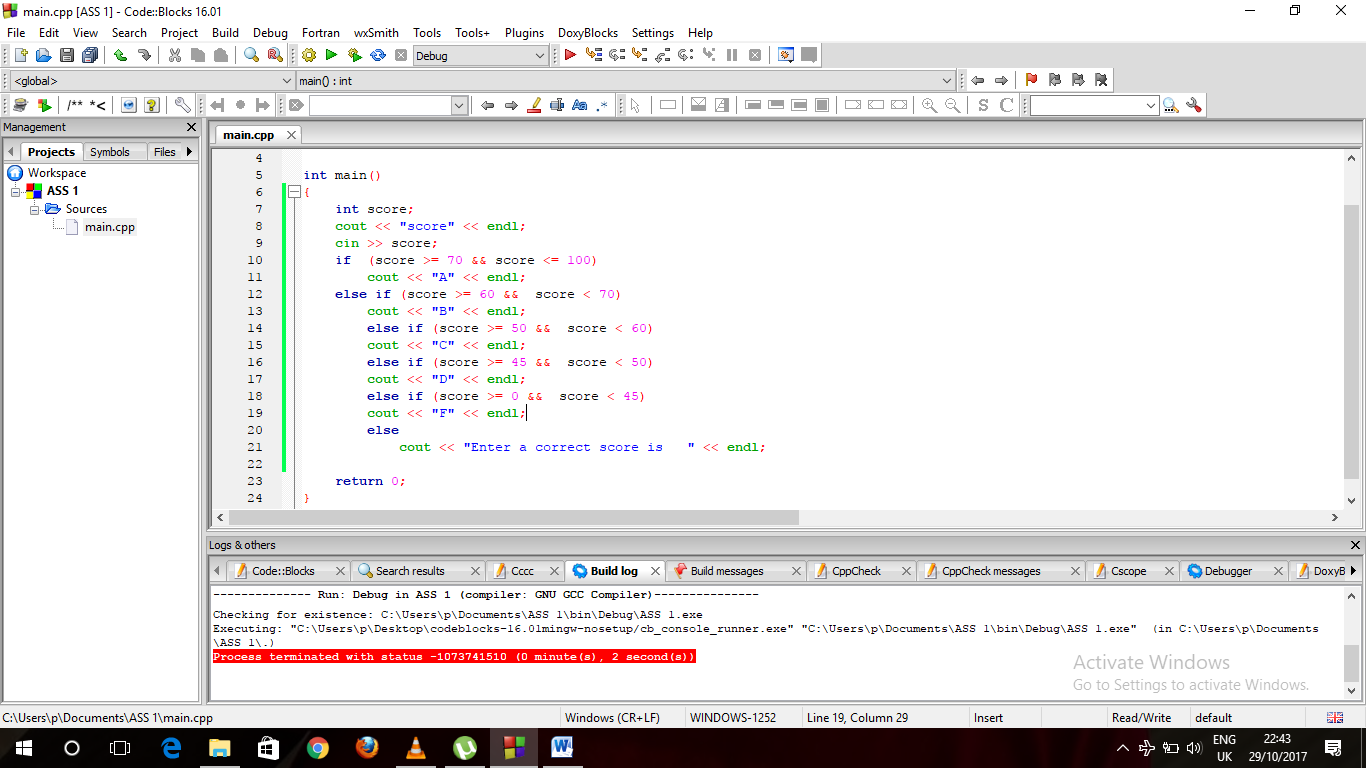 main.cpp [ASS 1] - Code::Blocks 16.01
File Edit View Search Project Build Debug Fortran wxSmith Tools Tools+ Plugins DoxyBlocks Settings Help
Debug
<global> main() : int
/** *<
Aa .*
S C
Management
Projects Symbols Files
Workspace
ASS 1
Sources
main.cpp
main.cpp
4
5 int main()
6 {
7 int score;
8 cout << "score" << endl;
9 cin >> score;
10 if  (score >= 70 && score <= 100)
11 cout << "A" << endl;
12 else if (score >= 60 &&  score < 70)
13 cout << "B" << endl;
14 else if (score >= 50 &&  score < 60)
15 cout << "C" << endl;
16 else if (score >= 45 &&  score < 50)
17 cout << "D" << endl;
18 else if (score >= 0 &&  score < 45)
19 cout << "F" << endl;
20 else
21 cout << "Enter a correct score is   " << endl;
22
23 return 0;
24 }
Logs & others
Code::Blocks Search results Cccc Build log Build messages CppCheck CppCheck messages Cscope Debugger DoxyB
-------------- Run: Debug in ASS 1 (compiler: GNU GCC Compiler)---------------
Checking for existence: C:\Users\p\Documents\ASS 1\bin\Debug\ASS 1.exe
Executing: "C:\Users\p\Desktop\codeblocks-16.01mingw-nosetup/cb_console_runner.exe" "C:\Users\p\Documents\ASS 1\bin\Debug\ASS 1.exe"  (in C:\Users\p\Documents
\ASS 1\.)
Process terminated with status -1073741510 (0 minute(s), 2 second(s))
Activate Windows
Go to Settings to activate Windows.
C:\Users\p\Documents\ASS 1\main.cpp Windows (CR+LF) WINDOWS-1252 Line 19, Column 29 Insert Read/Write default
ENG 22:43
UK 29/10/2017